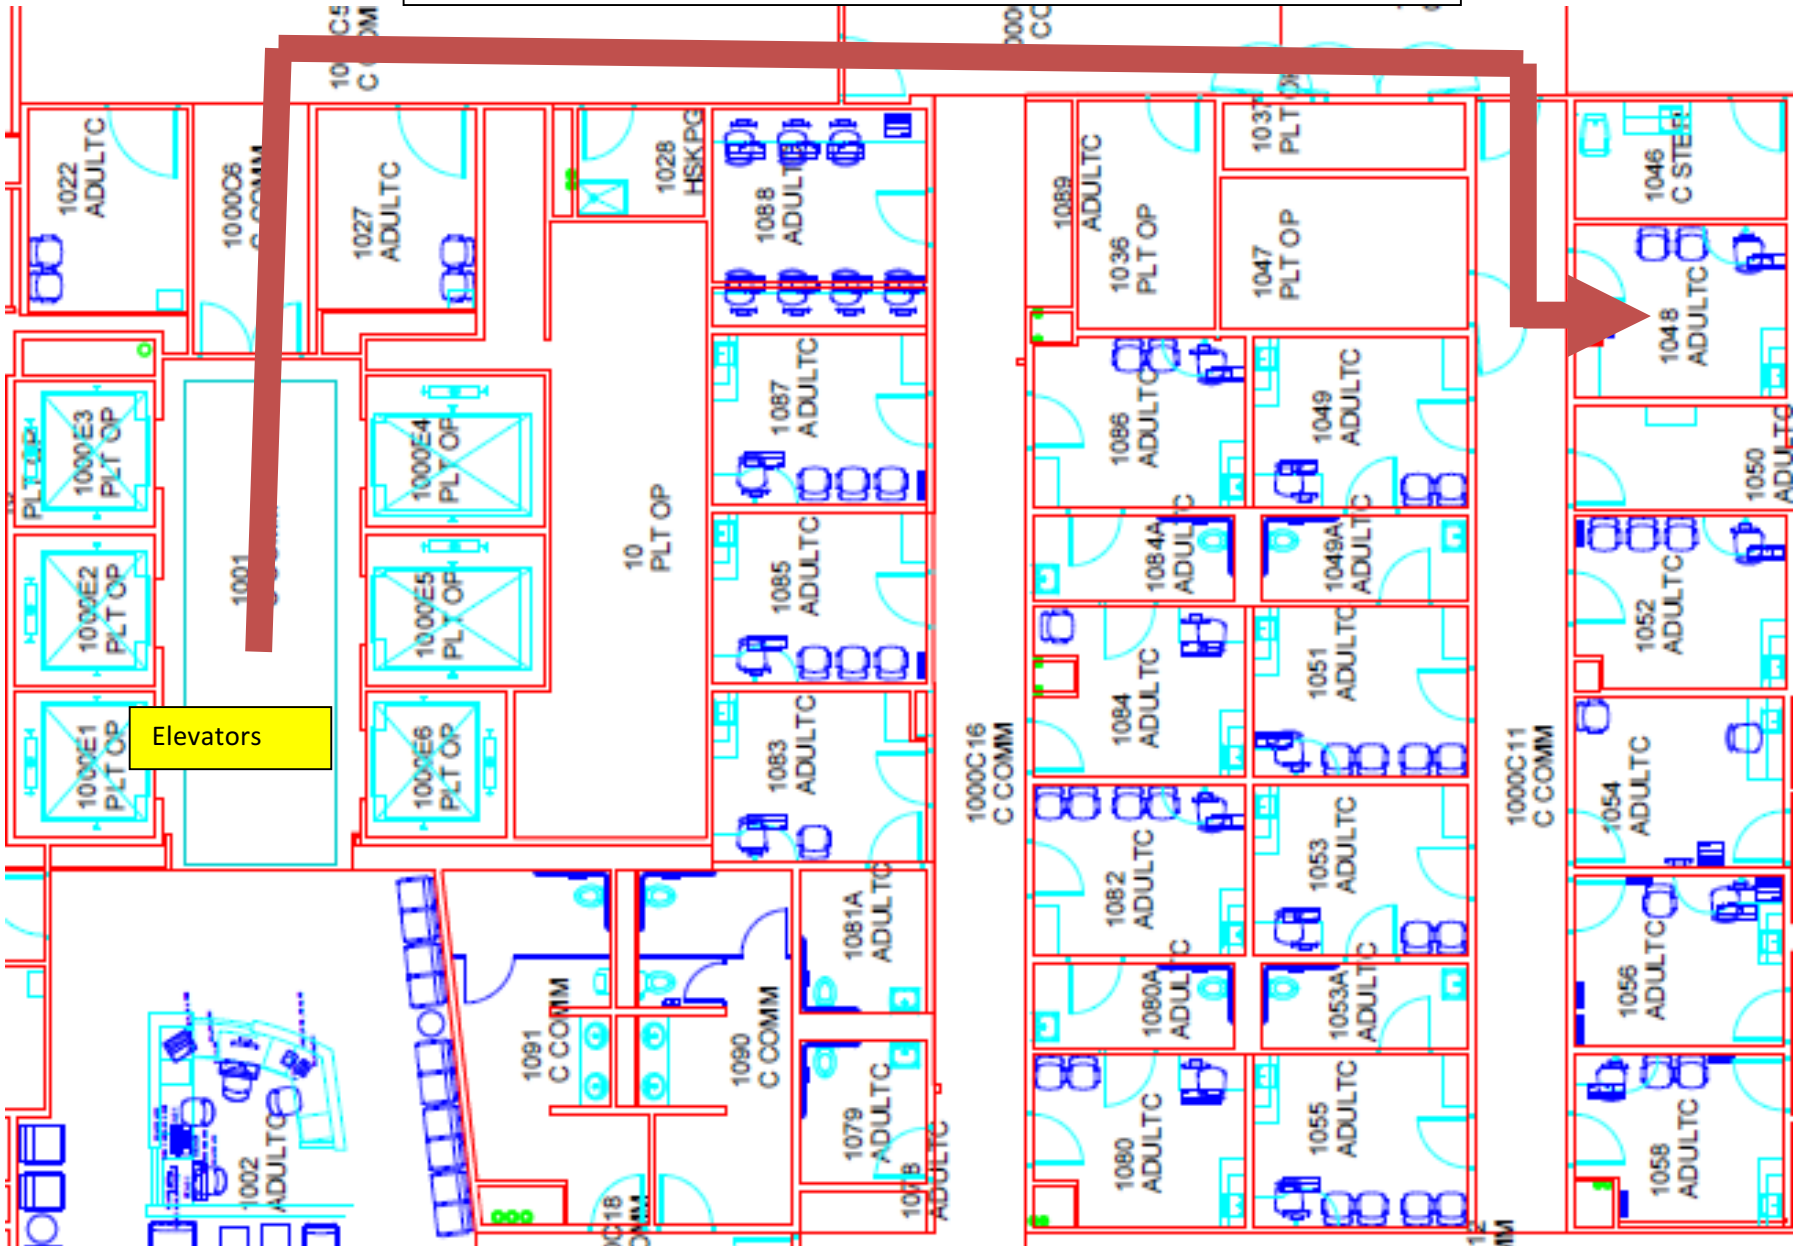 1022
ADULTC
1000C6
1027
ADULTC
1028
HSKPG
1088
1089
ADULTC
1036
PLT OP
1037
PLT OP
1047
PLT OP
1046
C STER
1048
ADULTC
1000E3
PLT OP
1000E4
PLT OP
1087
ADULTC
1086
ADULTC
1049
ADULTC
1050
ADULTC
10
PLT OP
1001
1000E2
PLT OP
1000E5
PLT OP
1085
ADULTC
1084A
ADULTC
1049A
ADULTC
1052
ADULTC
1084
ADULTC
1051
ADULTC
1000E1
PLT OP
Elevators
1000E6
PLT OP
1083
ADULTC
1000C16
C COMM
1000C11
C COMM
1054
ADULTC
1082
ADULTC
1053
ADULTC
1081A
ADULTC
1056
ADULTC
1091
C COMM
1090
C COMM
1080A
ADULTC
1053A
ADULTC
1002
ADULTC
1079
ADULTC
1078
ADULTC
1080
ADULTC
1055
ADULTC
1058
ADULTC